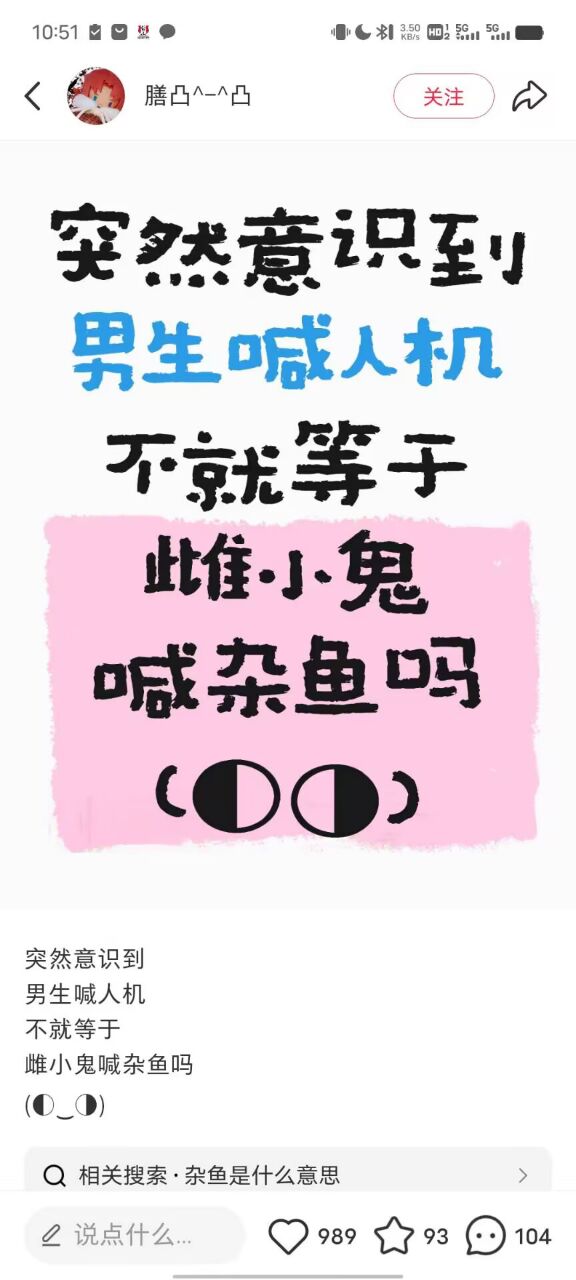 10:51 3.50 KB/s HD 1 2 5G 5G
膳凸^-^凸 关注
突然意识到
男生喊人机
不就等于
雌小鬼
喊杂鱼吗
(◐◑)
突然意识到
男生喊人机
不就等于
雌小鬼喊杂鱼吗
(◐‿◑)
相关搜索·杂鱼是什么意思
说点什么... 989 93 104